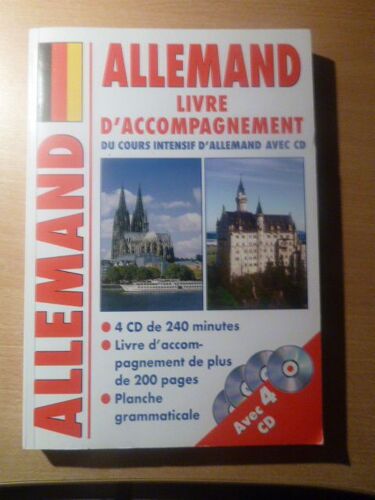 ALLEMAND
ALLEMAND
LIVRE
D'ACCOMPAGNEMENT
DU COURS INTENSIF D'ALLEMAND AVEC CD
● 4 CD de 240 minutes
● Livre d'accom-
pagnement de plus
de 200 pages
● Planche
grammaticale
Avec 4
CD